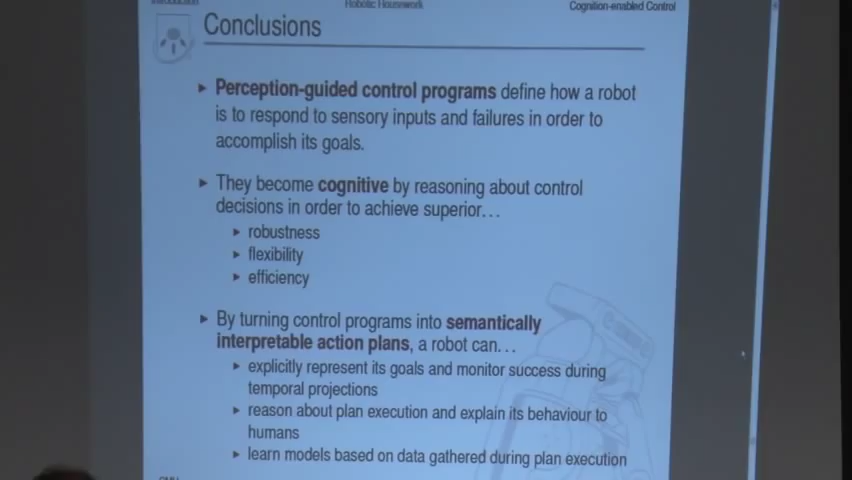 Introduction
Robotic Housework
Cognition-enabled Control
Conclusions
▸ Perception-guided control programs define how a robot
is to respond to sensory inputs and failures in order to
accomplish its goals.
▸ They become cognitive by reasoning about control
decisions in order to achieve superior…
▸ robustness
▸ flexibility
▸ efficiency
▸ By turning control programs into semantically
interpretable action plans, a robot can…
▸ explicitly represent its goals and monitor success during
temporal projections
▸ reason about plan execution and explain its behaviour to
humans
▸ learn models based on data gathered during plan execution